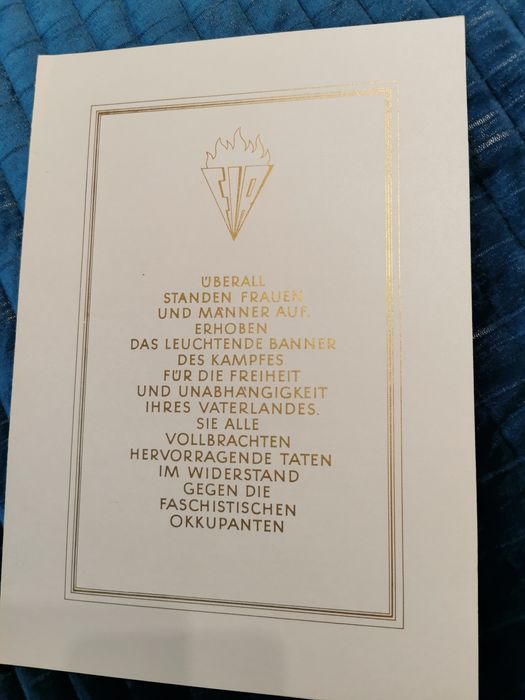 FIR
ÜBERALL
STANDEN FRAUEN
UND MÄNNER AUF,
ERHOBEN
DAS LEUCHTENDE BANNER
DES KAMPFES
FÜR DIE FREIHEIT
UND UNABHÄNGIGKEIT
IHRES VATERLANDES.
SIE ALLE
VOLLBRACHTEN
HERVORRAGENDE TATEN
IM WIDERSTAND
GEGEN DIE
FASCHISTISCHEN
OKKUPANTEN